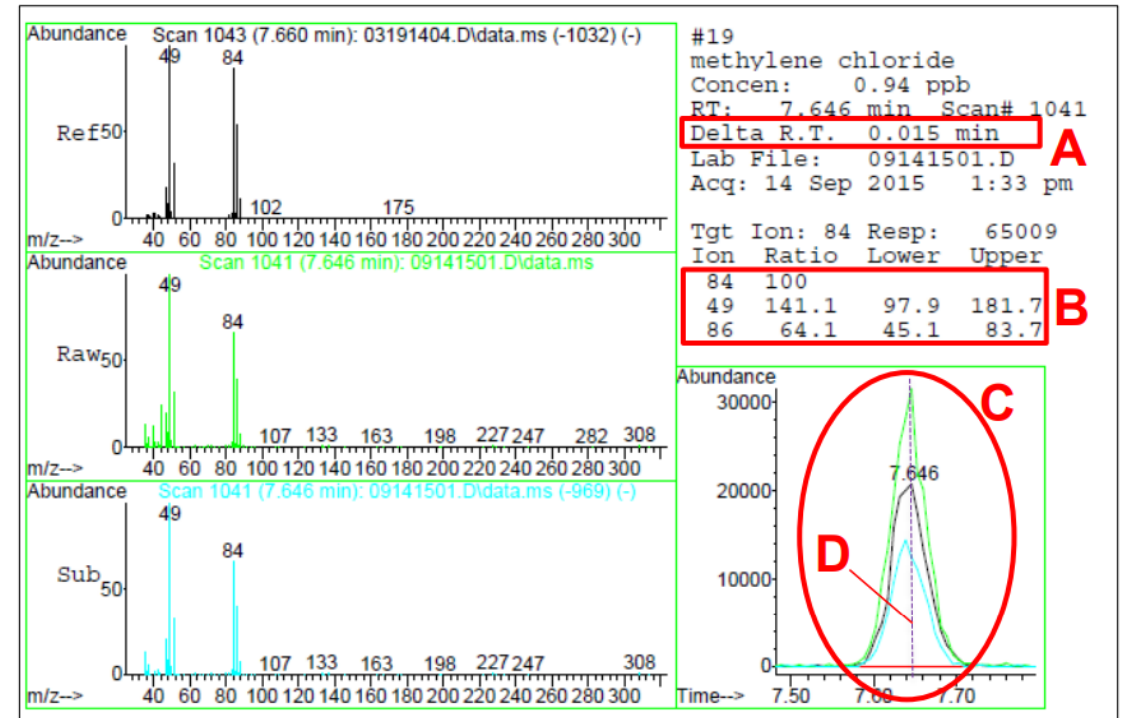 Abundance Scan 1043 (7.660 min): 03191404.D\data.ms (-1032) (-)
49 84
Ref50
102 175
0
m/z--> 40 60 80 100 120 140 160 180 200 220 240 260 280 300
Abundance Scan 1041 (7.646 min): 09141501.D\data.ms
49
84
Raw50
107 133 163 198 227 247 282 308
0
m/z--> 40 60 80 100 120 140 160 180 200 220 240 260 280 300
Abundance Scan 1041 (7.646 min): 09141501.D\data.ms (-969) (-)
49
84
Sub50
107 133 163 198 227 247 308
0
m/z--> 40 60 80 100 120 140 160 180 200 220 240 260 280 300
#19
methylene chloride
Concen: 0.94 ppb
RT: 7.646 min Scan# 1041
Delta R.T. 0.015 min
A
Lab File: 09141501.D
Acq: 14 Sep 2015 1:33 pm
Tgt Ion: 84 Resp: 65009
Ion Ratio Lower Upper
84 100
49 141.1 97.9 181.7
B
86 64.1 45.1 83.7
Abundance
30000
C
7.646
20000
D
10000
0
Time--> 7.50 7.60 7.70